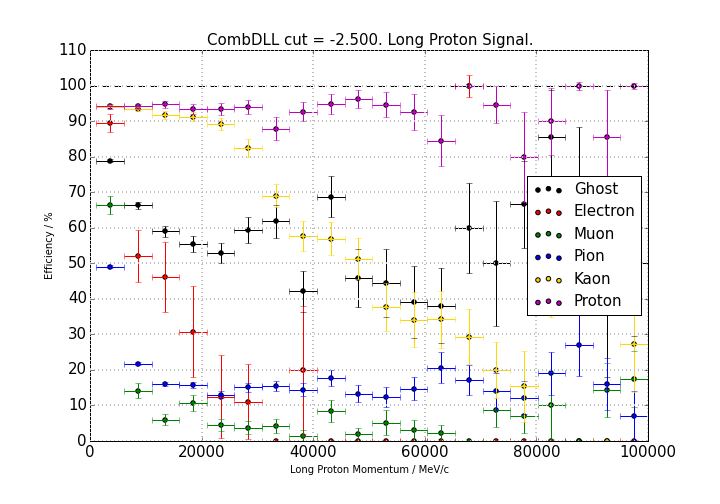 CombDLL cut = -2.500. Long Proton Signal.
110
100
90
80
70
60
50
40
30
20
10
0
Efficiency / %
Ghost
Electron
Muon
Pion
Kaon
Proton
0 20000 40000 60000 80000 100000
Long Proton Momentum / MeV/c